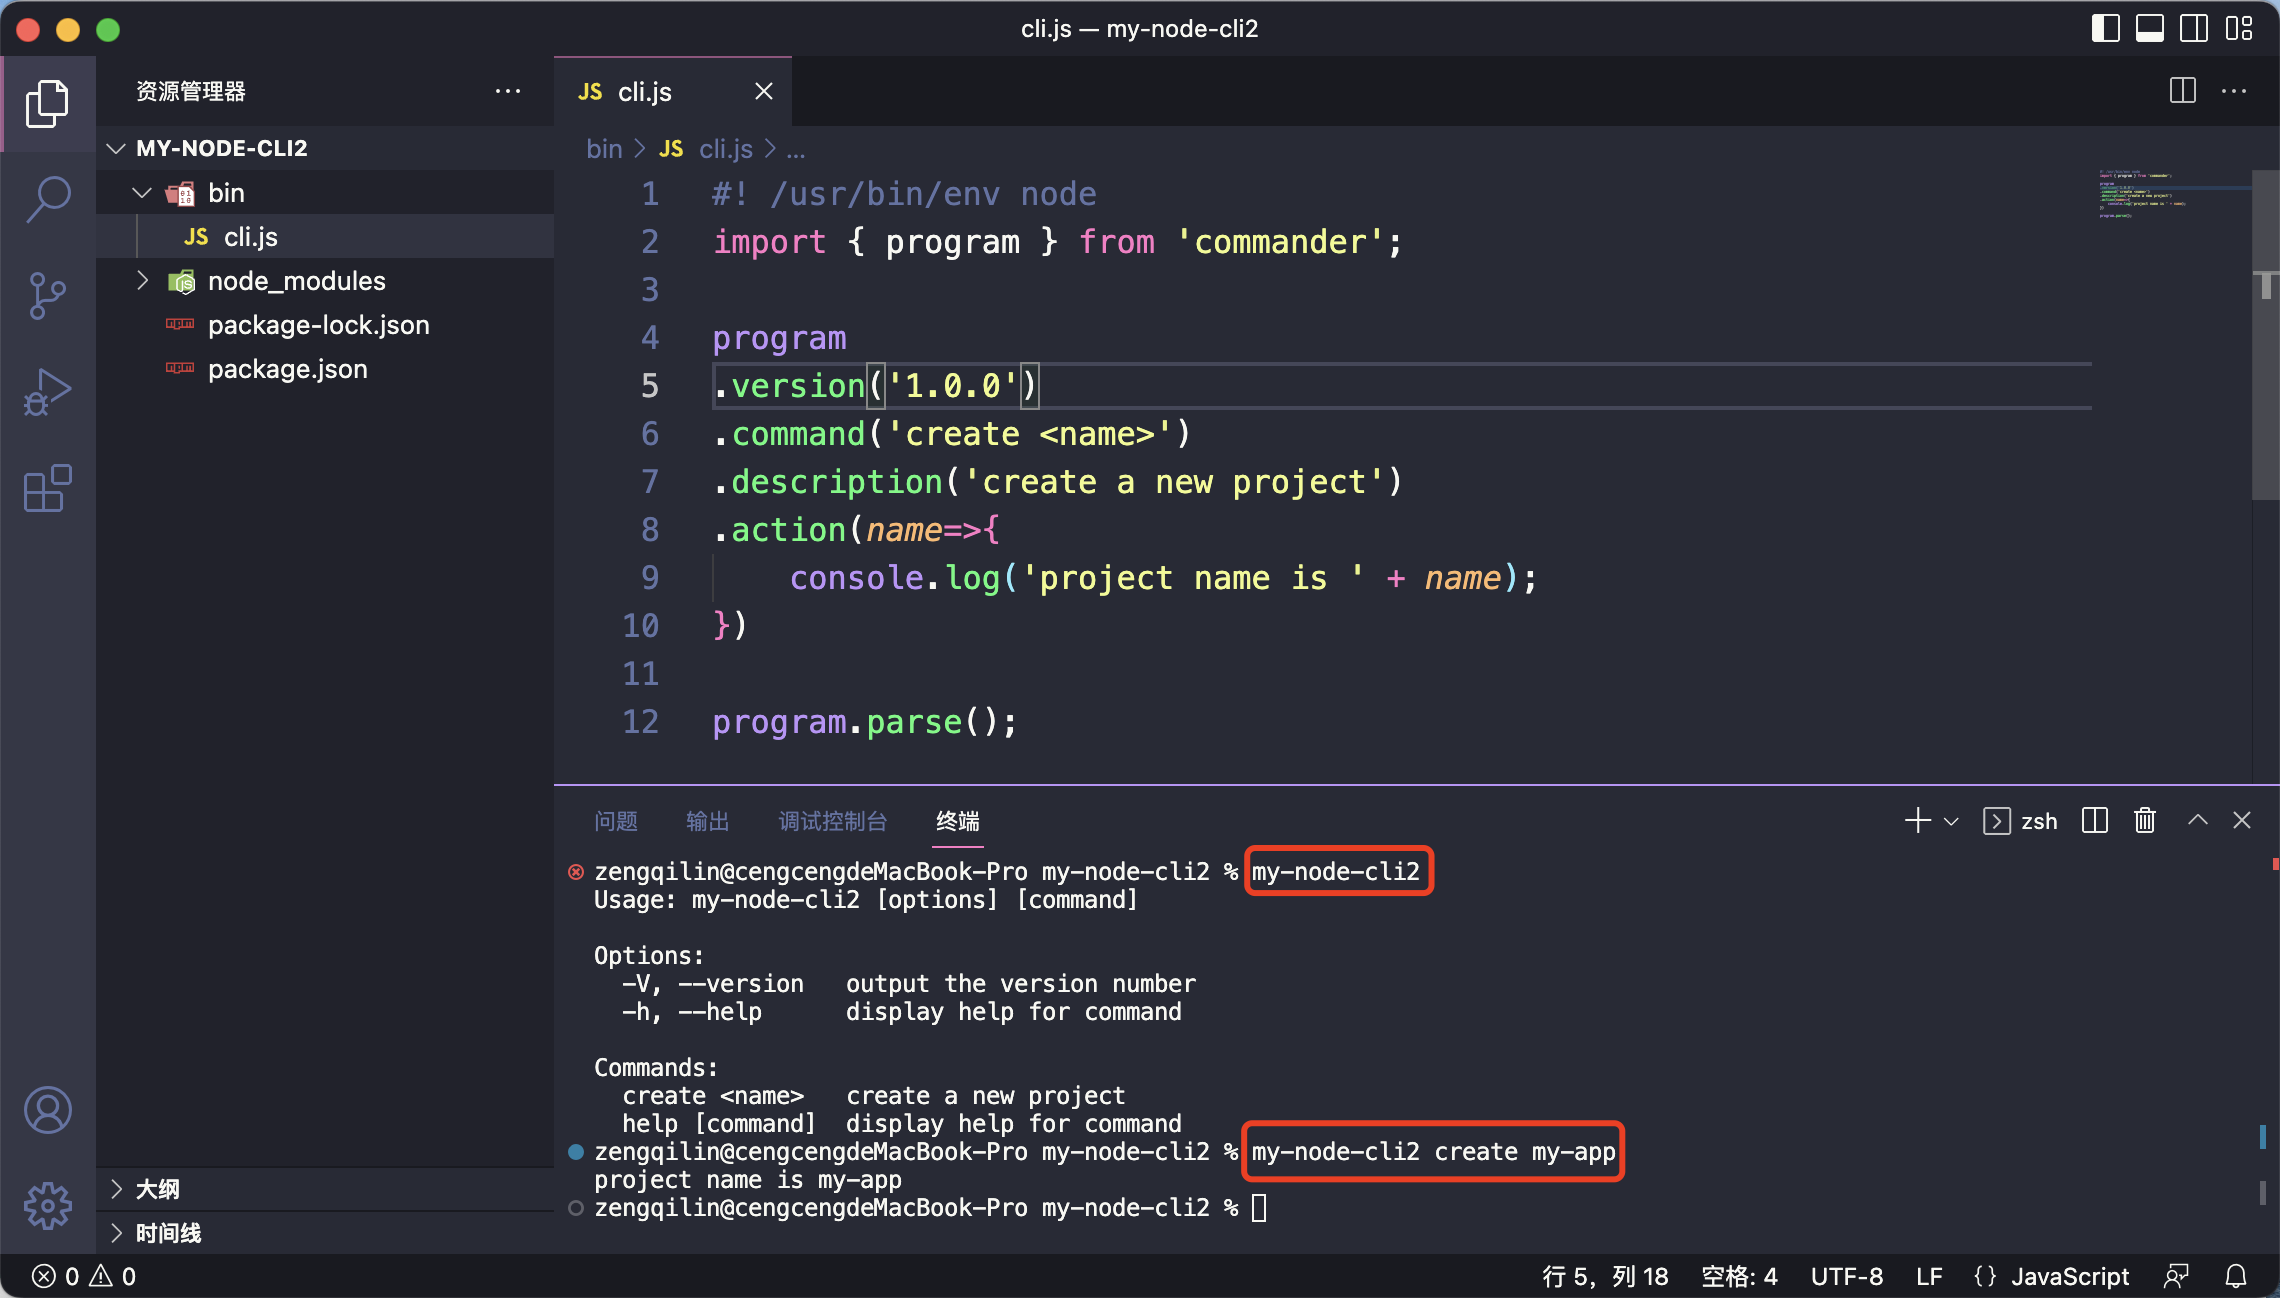 cli.js — my-node-cli2
资源管理器
MY-NODE-CLI2
bin
JS cli.js
node_modules
package-lock.json
package.json
大纲
时间线
JS cli.js
bin > JS cli.js > ...
1 #! /usr/bin/env node
2 import { program } from 'commander';
3
4 program
5 .version('1.0.0')
6 .command('create <name>')
7 .description('create a new project')
8 .action(name=>{
9 console.log('project name is ' + name);
10 })
11
12 program.parse();
问题 输出 调试控制台 终端
zsh
zengqilin@cengcengdeMacBook-Pro my-node-cli2 % my-node-cli2
Usage: my-node-cli2 [options] [command]
Options:
-V, --version output the version number
-h, --help display help for command
Commands:
create <name> create a new project
help [command] display help for command
zengqilin@cengcengdeMacBook-Pro my-node-cli2 % my-node-cli2 create my-app
project name is my-app
zengqilin@cengcengdeMacBook-Pro my-node-cli2 %
0 0
行 5，列 18 空格: 4 UTF-8 LF {} JavaScript